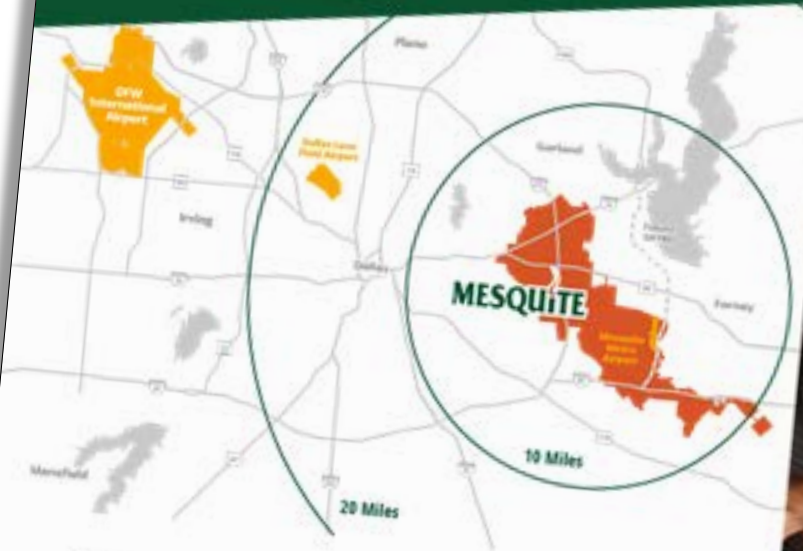 Plano
DFW
International
Airport
Dallas Love
Field Airport
Garland
Irving
Dallas
MESQUITE
Forney
Mesquite
Metro
Airport
10 Miles
Mansfield
20 Miles